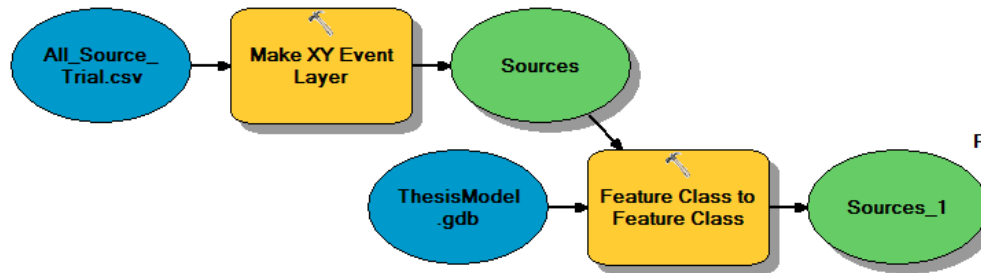 All_Source_
Trial.csv
Make XY Event
Layer
Sources
ThesisModel
.gdb
Feature Class to
Feature Class
Sources_1